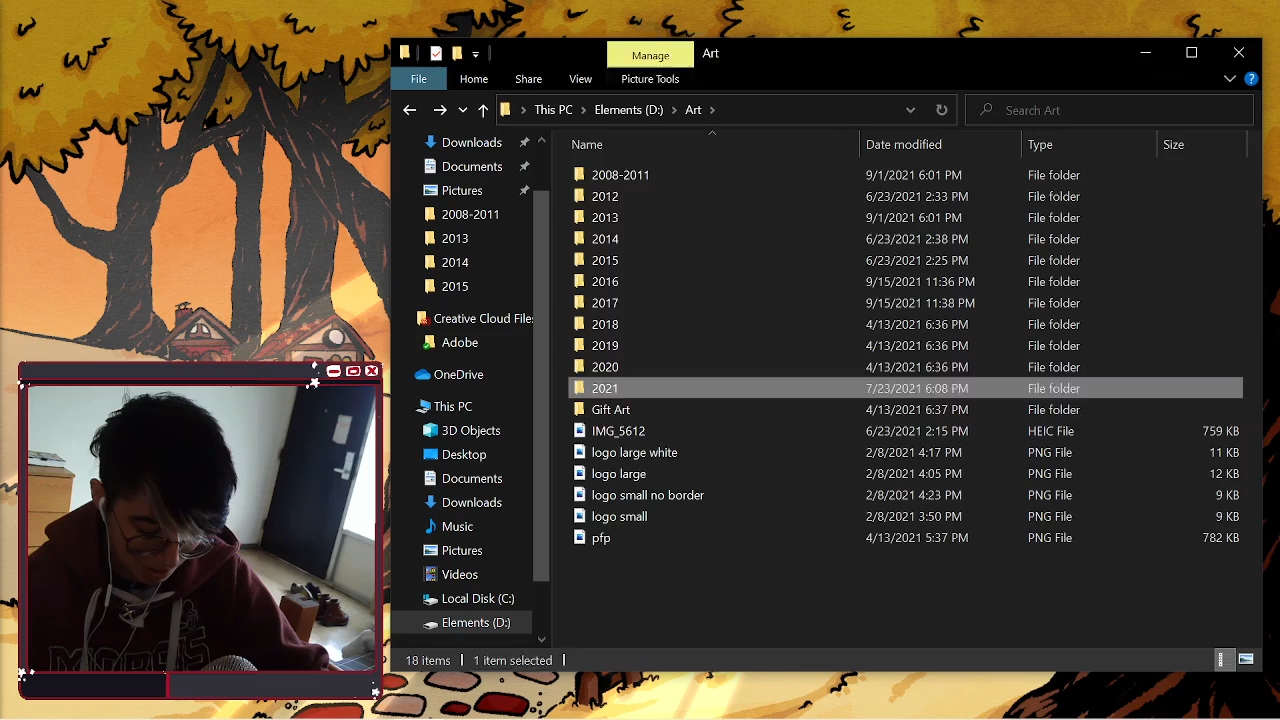 Manage
Art
File
Home
Share
View
Picture Tools
This PC
Elements (D:)
Art
Search Art
Downloads
Documents
Pictures
2008-2011
2013
2014
2015
Creative Cloud Files
Adobe
OneDrive
This PC
3D Objects
Desktop
Documents
Downloads
Music
Pictures
Videos
Local Disk (C:)
Elements (D:)
Name Date modified Type Size
2008-2011 9/1/2021 6:01 PM File folder
2012 6/23/2021 2:33 PM File folder
2013 9/1/2021 6:01 PM File folder
2014 6/23/2021 2:38 PM File folder
2015 6/23/2021 2:25 PM File folder
2016 9/15/2021 11:36 PM File folder
2017 9/15/2021 11:38 PM File folder
2018 4/13/2021 6:36 PM File folder
2019 4/13/2021 6:36 PM File folder
2020 4/13/2021 6:36 PM File folder
2021 7/23/2021 6:08 PM File folder
Gift Art 4/13/2021 6:37 PM File folder
IMG_5612 6/23/2021 2:15 PM HEIC File 759 KB
logo large white 2/8/2021 4:17 PM PNG File 11 KB
logo large 2/8/2021 4:05 PM PNG File 12 KB
logo small no border 2/8/2021 4:23 PM PNG File 9 KB
logo small 2/8/2021 3:50 PM PNG File 9 KB
pfp 4/13/2021 5:37 PM PNG File 782 KB
18 items
1 item selected